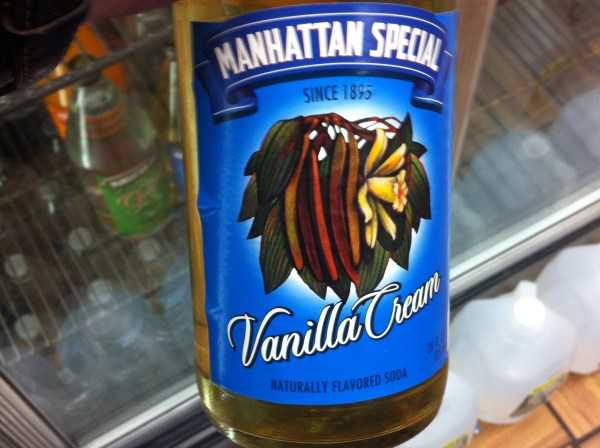 MANHATTAN SPECIAL
SINCE 1895
Vanilla Cream
NATURALLY FLAVORED SODA